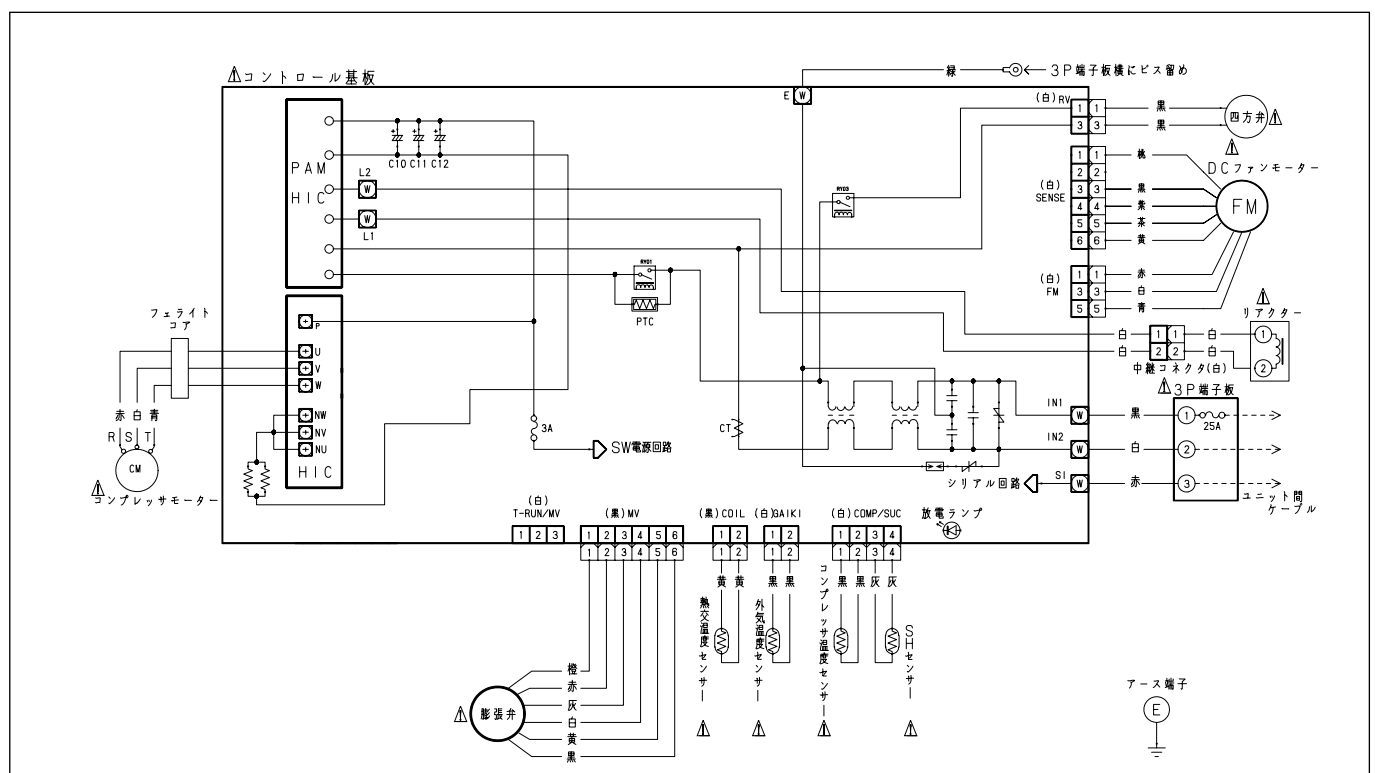 コントロール基板
緑
3P端子板横にビス留め
E
W
(白)RV
1 1
3 3
黒
黒
四方弁
PAM
HIC
C10 C11 C12
L2
W
W
L1
RY03
(白)
SENSE
1 1
2 2
3 3
4 4
5 5
6 6
桃
黒
紫
茶
黄
DCファンモーター
FM
RY01
PTC
(白)
FM
1 1
3 3
5 5
赤
白
青
フェライト
コア
P
U
V
W
NW
NV
NU
HIC
赤 白 青
R S T
CM
コンプレッサモーター
リアクター
白 1 1 白 1
白 2 2 白 2
中継コネクタ(白)
3P端子板
IN1
W
黒
1
25A
IN2
W
白
2
SI
W
赤
3
ユニット間
ケーブル
CT
3A
SW電源回路
シリアル回路
(白)
T-RUN/MV
1 2 3
(黒)MV
1 2 3 4 5 6
1 2 3 4 5 6
(黒)COIL
1 2
1 2
黄 黄
熱交温度センサー
(白)GAIKI
1 2
1 2
黒 黒
外気温度センサー
(白)COMP/SUC
1 2 3 4
1 2 3 4
黒 黒 灰 灰
コンプレッサ温度センサー
SHセンサー
放電ランプ
膨張弁
橙
赤
灰
白
黄
黒
アース端子
E